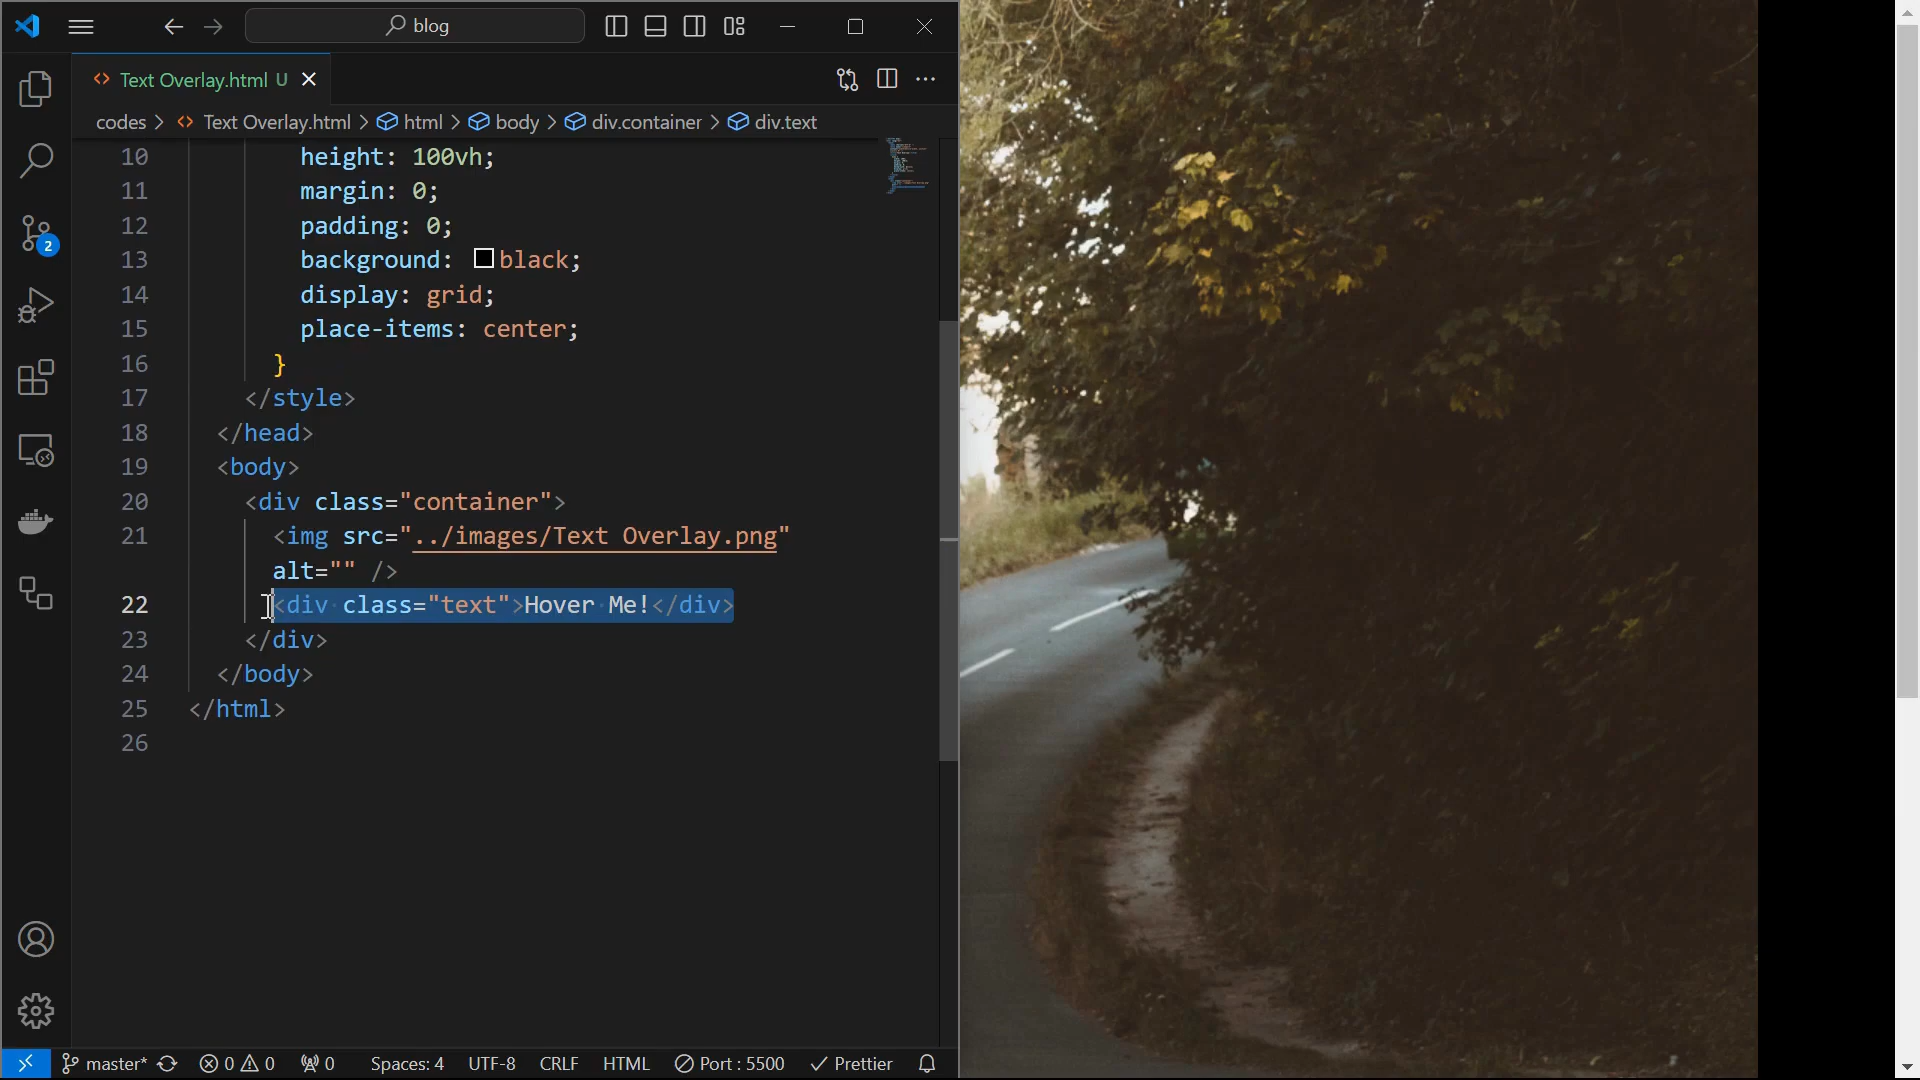 blog
Text Overlay.html U
codes > Text Overlay.html > html > body > div.container > div.text
10 height: 100vh;
11 margin: 0;
12 padding: 0;
13 background: black;
14 display: grid;
15 place-items: center;
16 }
17 </style>
18 </head>
19 <body>
20 <div class="container">
21 <img src="../images/Text Overlay.png"
alt="" />
22 <div class="text">Hover Me!</div>
23 </div>
24 </body>
25 </html>
26
2
master* 0 0 0 Spaces: 4 UTF-8 CRLF HTML Port : 5500 Prettier